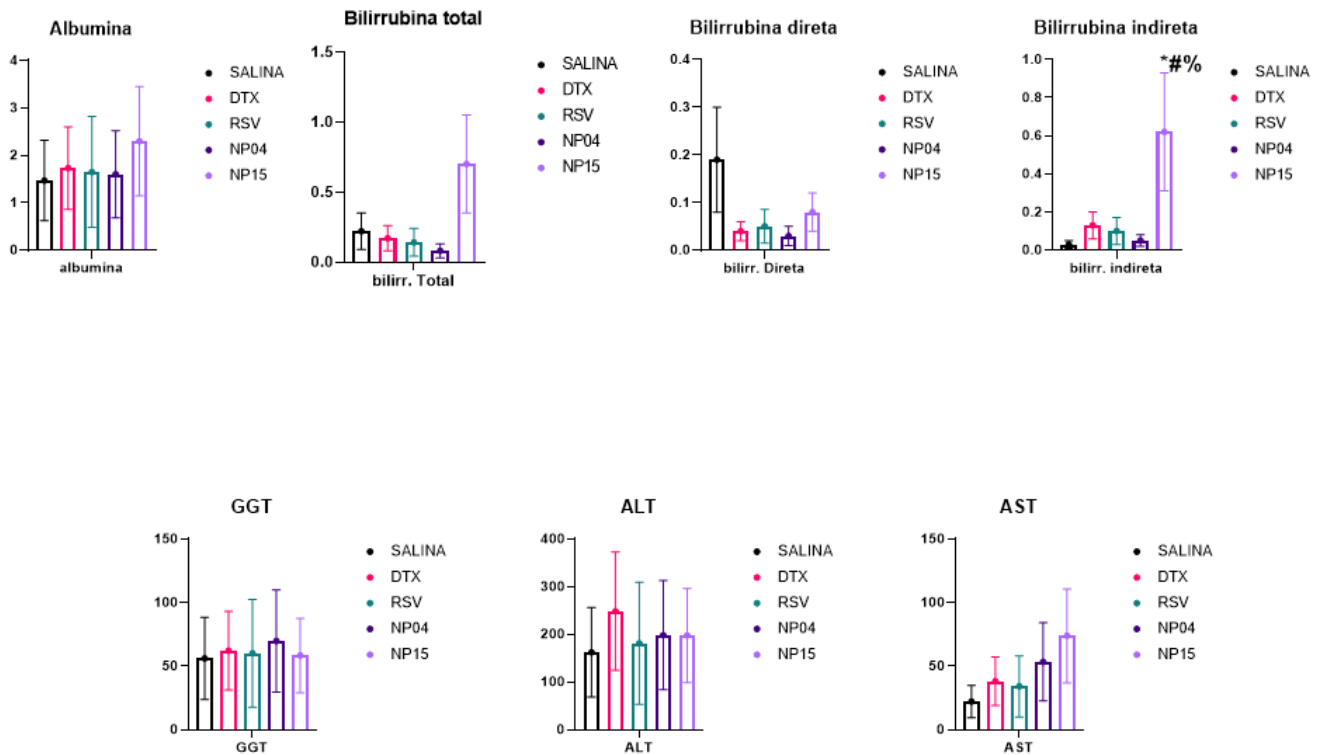 Albumina
4
3
2
1
0
albumina
SALINA
DTX
RSV
NP04
NP15
Bilirrubina total
1.5
1.0
0.5
0.0
bilirr. Total
SALINA
DTX
RSV
NP04
NP15
Bilirrubina direta
0.4
0.3
0.2
0.1
0.0
bilirr. Direta
SALINA
DTX
RSV
NP04
NP15
Bilirrubina indireta
1.0
0.8
0.6
0.4
0.2
0.0
*#%
bilirr. indireta
SALINA
DTX
RSV
NP04
NP15
GGT
150
100
50
0
GGT
SALINA
DTX
RSV
NP04
NP15
ALT
400
300
200
100
0
ALT
SALINA
DTX
RSV
NP04
NP15
AST
150
100
50
0
AST
SALINA
DTX
RSV
NP04
NP15